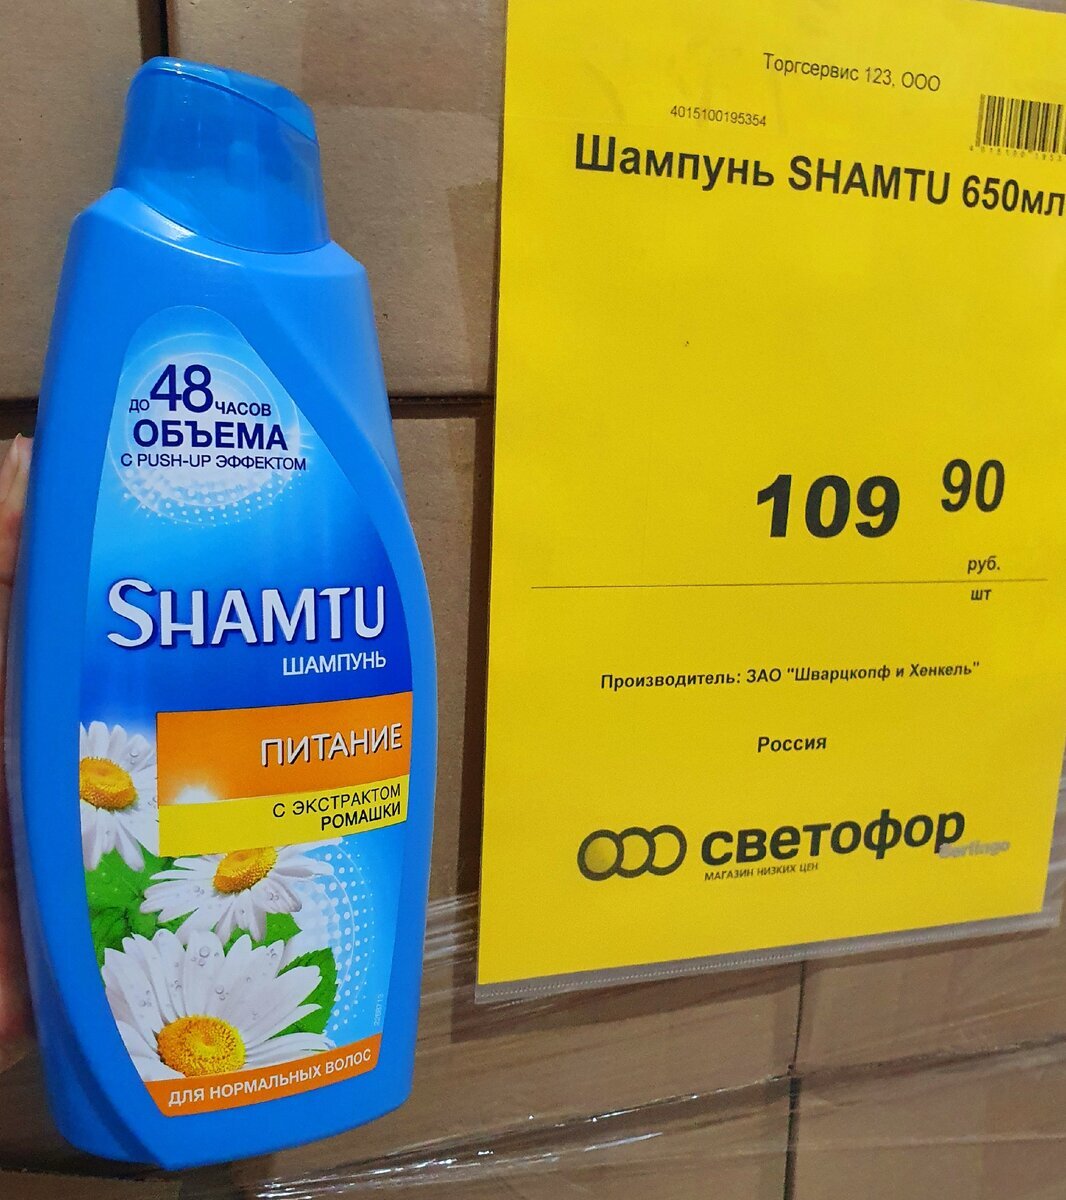 до 48 часов
ОБЪЕМА
С PUSH-UP ЭФФЕКТОМ
SHAMTU
ШАМПУНЬ
ПИТАНИЕ
С ЭКСТРАКТОМ
РОМАШКИ
ДЛЯ НОРМАЛЬНЫХ ВОЛОС
Торгсервис 123, ООО
4015100195354
Шампунь SHAMTU 650мл
109 90
руб.
шт
Производитель: ЗАО "Шварцкопф и Хенкель"
Россия
светофор
МАГАЗИН НИЗКИХ ЦЕН
Berlingo